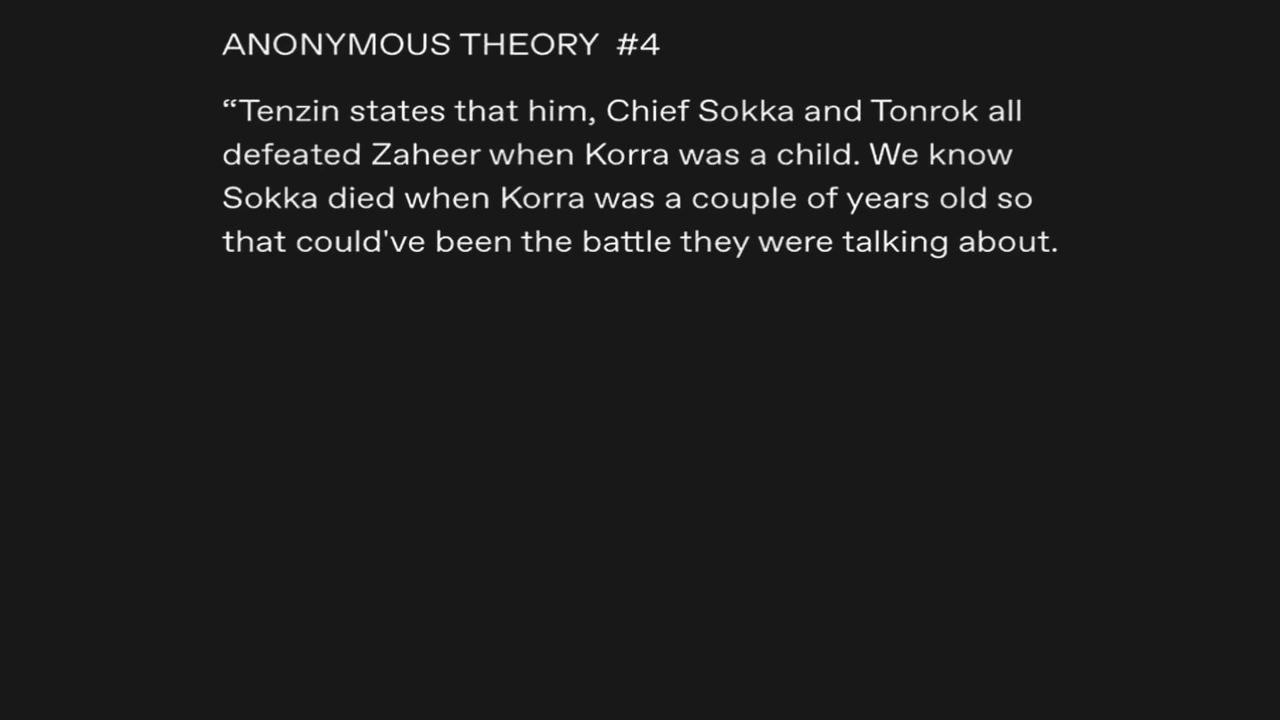 ANONYMOUS THEORY #4
“Tenzin states that him, Chief Sokka and Tonrok all
defeated Zaheer when Korra was a child. We know
Sokka died when Korra was a couple of years old so
that could've been the battle they were talking about.